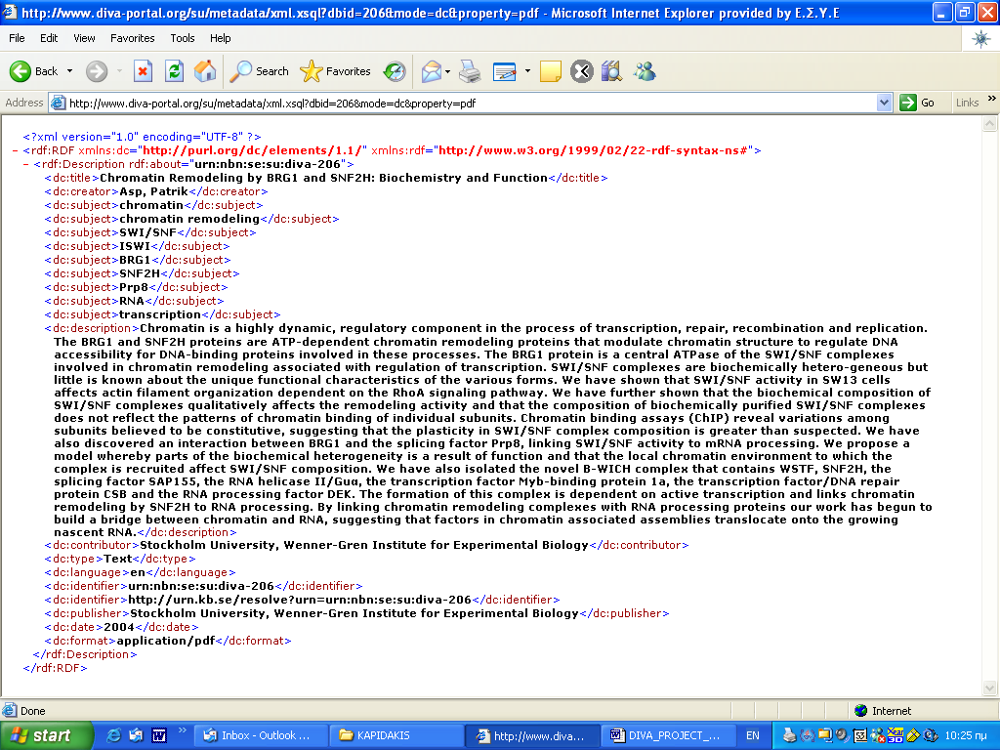 http://www.diva-portal.org/su/metadata/xml.xsql?dbid=206&mode=dc&property=pdf - Microsoft Internet Explorer provided by Ε.Σ.Υ.Ε
File Edit View Favorites Tools Help
Back Search Favorites
Address http://www.diva-portal.org/su/metadata/xml.xsql?dbid=206&mode=dc&property=pdf Go Links »
<?xml version="1.0" encoding="UTF-8" ?>
- <rdf:RDF xmlns:dc="http://purl.org/dc/elements/1.1/" xmlns:rdf="http://www.w3.org/1999/02/22-rdf-syntax-ns#">
- <rdf:Description rdf:about="urn:nbn:se:su:diva-206">
<dc:title>Chromatin Remodeling by BRG1 and SNF2H: Biochemistry and Function</dc:title>
<dc:creator>Asp, Patrik</dc:creator>
<dc:subject>chromatin</dc:subject>
<dc:subject>chromatin remodeling</dc:subject>
<dc:subject>SWI/SNF</dc:subject>
<dc:subject>ISWI</dc:subject>
<dc:subject>BRG1</dc:subject>
<dc:subject>SNF2H</dc:subject>
<dc:subject>Prp8</dc:subject>
<dc:subject>RNA</dc:subject>
<dc:subject>transcription</dc:subject>
<dc:description>Chromatin is a highly dynamic, regulatory component in the process of transcription, repair, recombination and replication.
The BRG1 and SNF2H proteins are ATP-dependent chromatin remodeling proteins that modulate chromatin structure to regulate DNA
accessibility for DNA-binding proteins involved in these processes. The BRG1 protein is a central ATPase of the SWI/SNF complexes
involved in chromatin remodeling associated with regulation of transcription. SWI/SNF complexes are biochemically hetero-geneous but
little is known about the unique functional characteristics of the various forms. We have shown that SWI/SNF activity in SW13 cells
affects actin filament organization dependent on the RhoA signaling pathway. We have further shown that the biochemical composition of
SWI/SNF complexes qualitatively affects the remodeling activity and that the composition of biochemically purified SWI/SNF complexes
does not reflect the patterns of chromatin binding of individual subunits. Chromatin binding assays (ChIP) reveal variations among
subunits believed to be constitutive, suggesting that the plasticity in SWI/SNF complex composition is greater than suspected. We have
also discovered an interaction between BRG1 and the splicing factor Prp8, linking SWI/SNF activity to mRNA processing. We propose a
model whereby parts of the biochemical heterogeneity is a result of function and that the local chromatin environment to which the
complex is recruited affect SWI/SNF composition. We have also isolated the novel B-WICH complex that contains WSTF, SNF2H, the
splicing factor SAP155, the RNA helicase II/Guα, the transcription factor Myb-binding protein 1a, the transcription factor/DNA repair
protein CSB and the RNA processing factor DEK. The formation of this complex is dependent on active transcription and links chromatin
remodeling by SNF2H to RNA processing. By linking chromatin remodeling complexes with RNA processing proteins our work has begun to
build a bridge between chromatin and RNA, suggesting that factors in chromatin associated assemblies translocate onto the growing
nascent RNA.</dc:description>
<dc:contributor>Stockholm University, Wenner-Gren Institute for Experimental Biology</dc:contributor>
<dc:type>Text</dc:type>
<dc:language>en</dc:language>
<dc:identifier>urn:nbn:se:su:diva-206</dc:identifier>
<dc:identifier>http://urn.kb.se/resolve?urn=urn:nbn:se:su:diva-206</dc:identifier>
<dc:publisher>Stockholm University, Wenner-Gren Institute for Experimental Biology</dc:publisher>
<dc:date>2004</dc:date>
<dc:format>application/pdf</dc:format>
</rdf:Description>
</rdf:RDF>
Done Internet
start » Inbox - Outlook ... KAPIDAKIS http://www.diva... DIVA_PROJECT_... EN 10:25 πμ